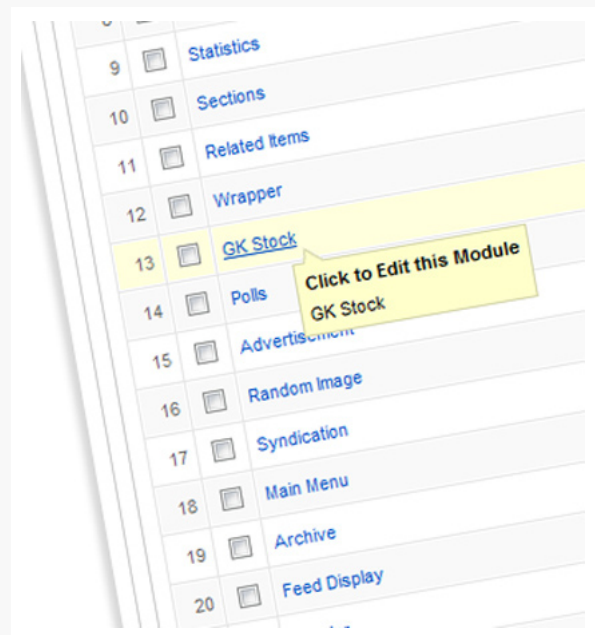 9 Statistics
10 Sections
11 Related Items
12 Wrapper
13 GK Stock
Click to Edit this Module
GK Stock
14 Polls
15 Advertisement
16 Random Image
17 Syndication
18 Main Menu
19 Archive
20 Feed Display